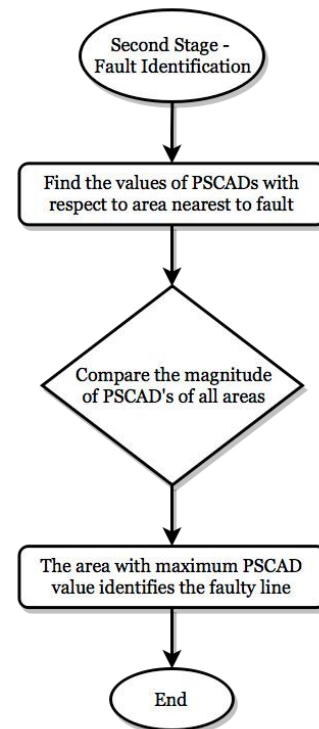 Second Stage -
Fault Identification
Find the values of PSCADs with
respect to area nearest to fault
Compare the magnitude
of PSCAD's of all areas
The area with maximum PSCAD
value identifies the faulty line
End